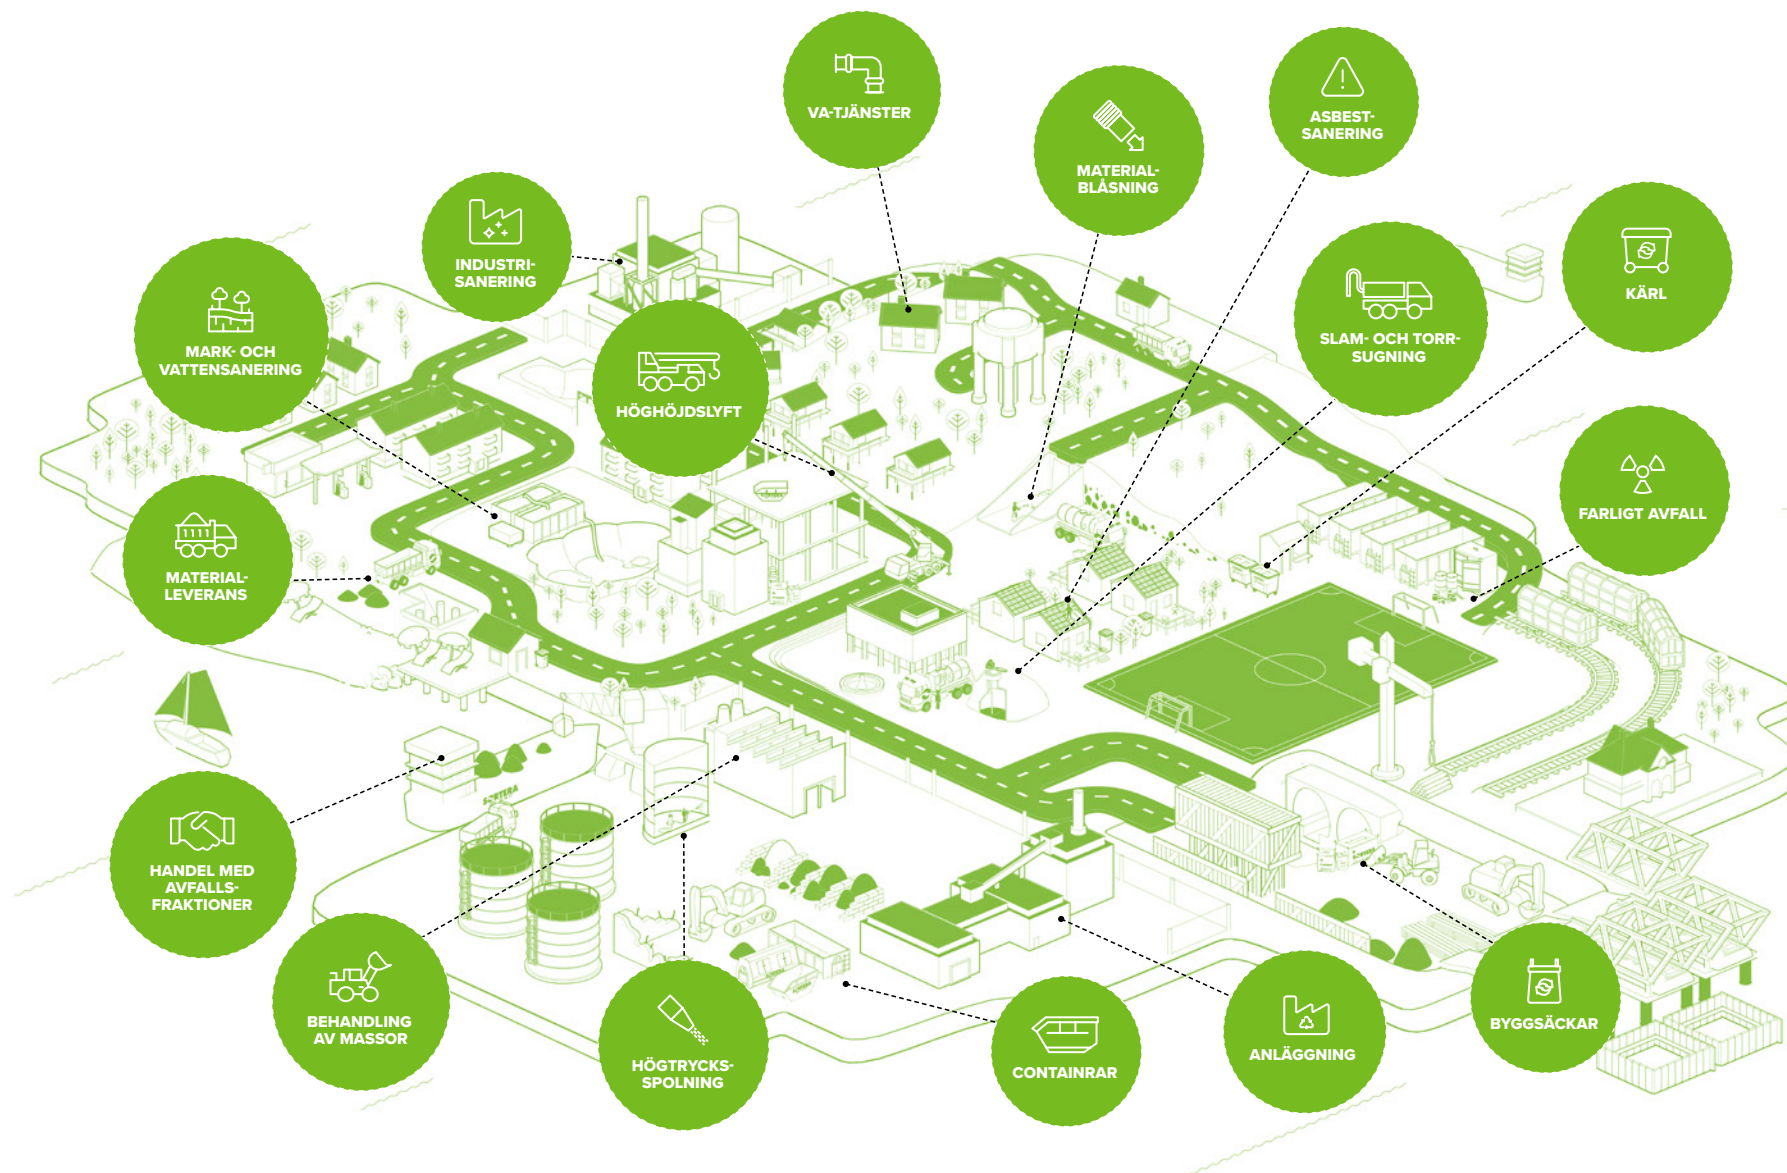 VA-TJÄNSTER
MATERIAL-
BLÅSNING
ASBEST-
SANERING
INDUSTRI-
SANERING
KÄRL
MARK- OCH
VATTENSANERING
SLAM- OCH TORR-
SUGNING
HÖGHÖJDSLYFT
FARLIGT AVFALL
MATERIAL-
LEVERANS
SORTERA
HANDEL MED
AVFALLS-
FRAKTIONER
BEHANDLING
AV MASSOR
HÖGTRYCKS-
SPOLNING
CONTAINRAR
ANLÄGGNING
BYGGSÄCKAR